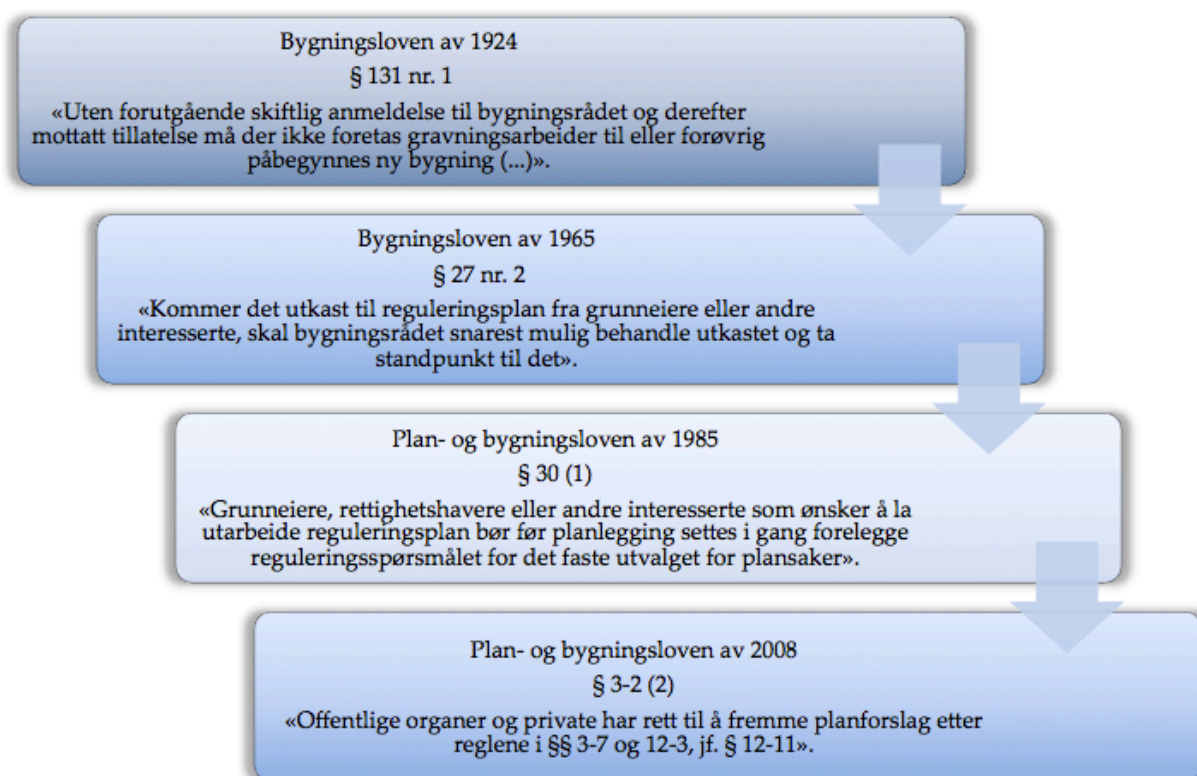 Bygningsloven av 1924
§ 131 nr. 1
«Uten forutgående skiftlig anmeldelse til bygningsrådet og derefter
mottatt tillatelse må der ikke foretas gravningsarbeider til eller forøvrig
påbegynnes ny bygning (...)».
Bygningsloven av 1965
§ 27 nr. 2
«Kommer det utkast til reguleringsplan fra grunneiere eller andre
interesserte, skal bygningsrådet snarest mulig behandle utkastet og ta
standpunkt til det».
Plan- og bygningsloven av 1985
§ 30 (1)
«Grunneiere, rettighetshavere eller andre interesserte som ønsker å la
utarbeide reguleringsplan bør før planlegging settes i gang forelegge
reguleringsspørsmålet for det faste utvalget for plansaker».
Plan- og bygningsloven av 2008
§ 3-2 (2)
«Offentlige organer og private har rett til å fremme planforslag etter
reglene i §§ 3-7 og 12-3, jf. § 12-11».